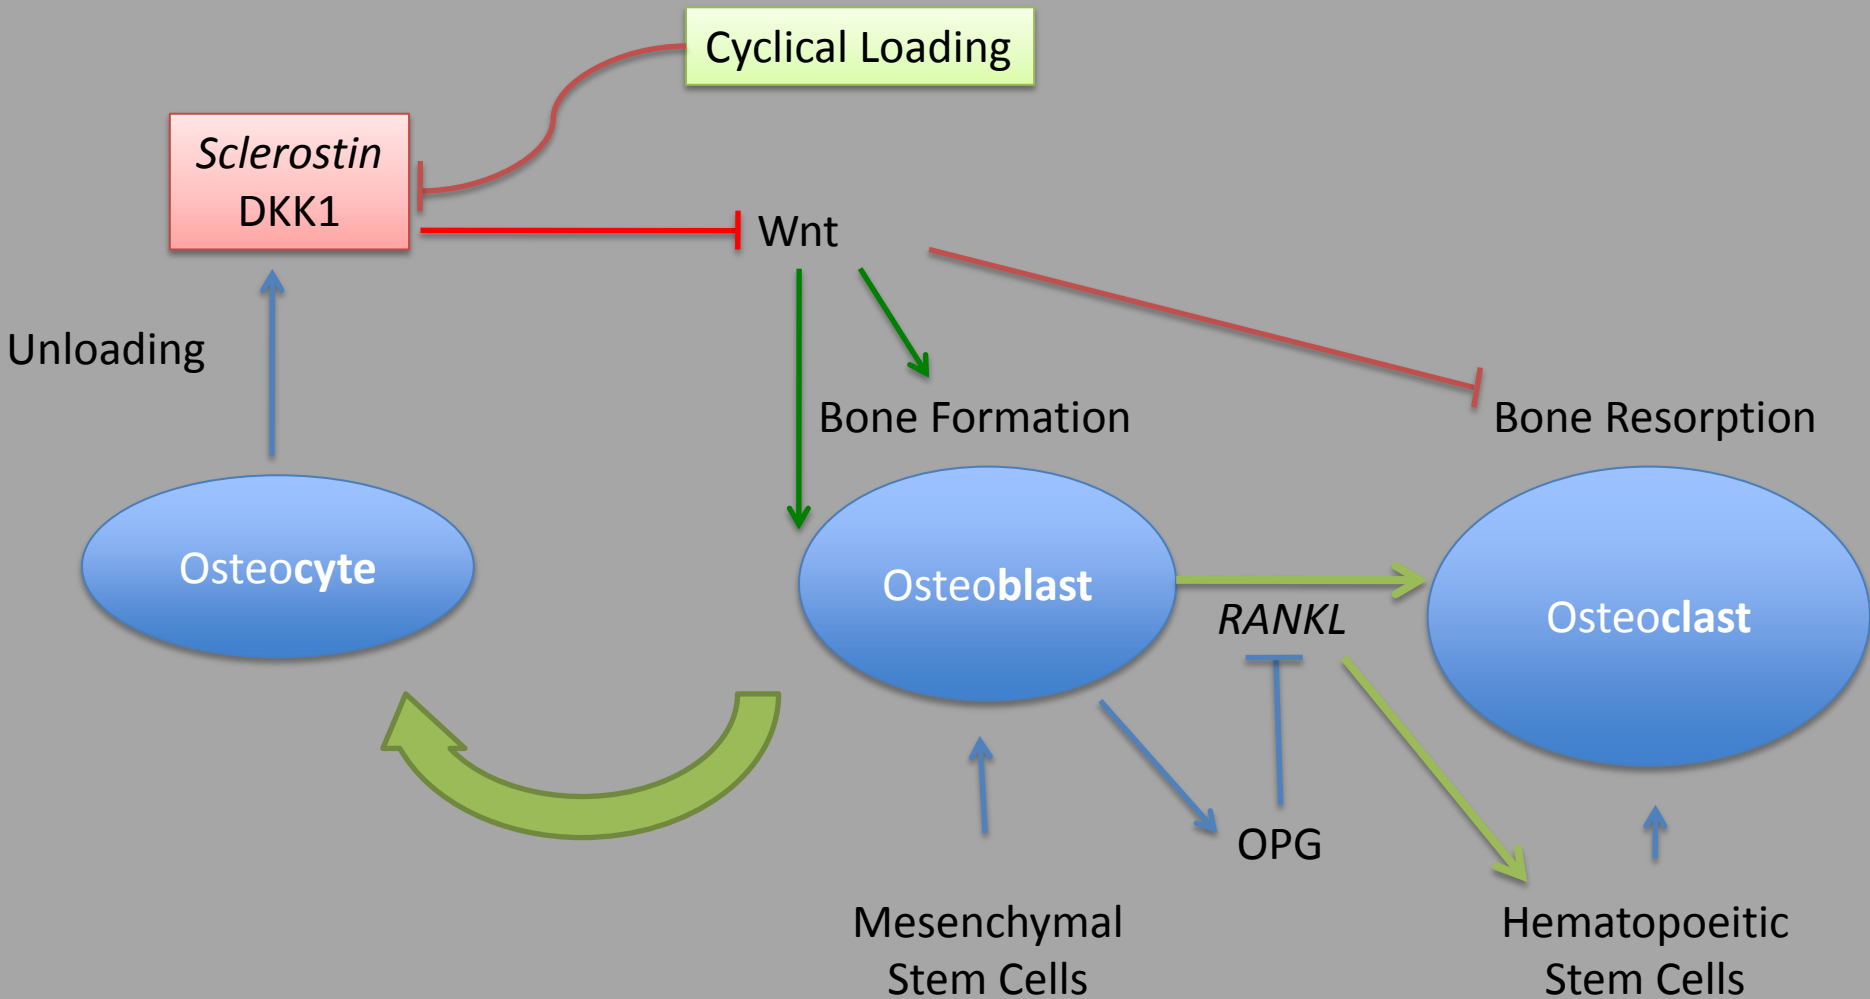 Cyclical Loading
Sclerostin
DKK1
Wnt
Unloading
Bone Formation
Bone Resorption
Osteocyte
Osteoblast
RANKL
Osteoclast
OPG
Mesenchymal
Stem Cells
Hematopoeitic
Stem Cells